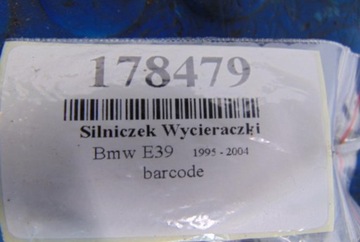 178479
Silniczek Wycieraczki
Bmw E39 1995 - 2004
barcode